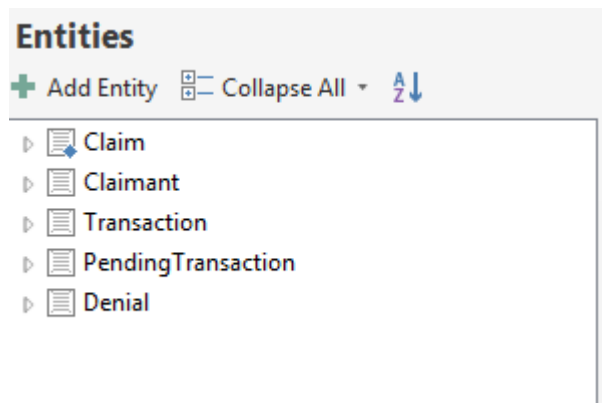 Entities
Add Entity Collapse All
Claim
Claimant
Transaction
PendingTransaction
Denial